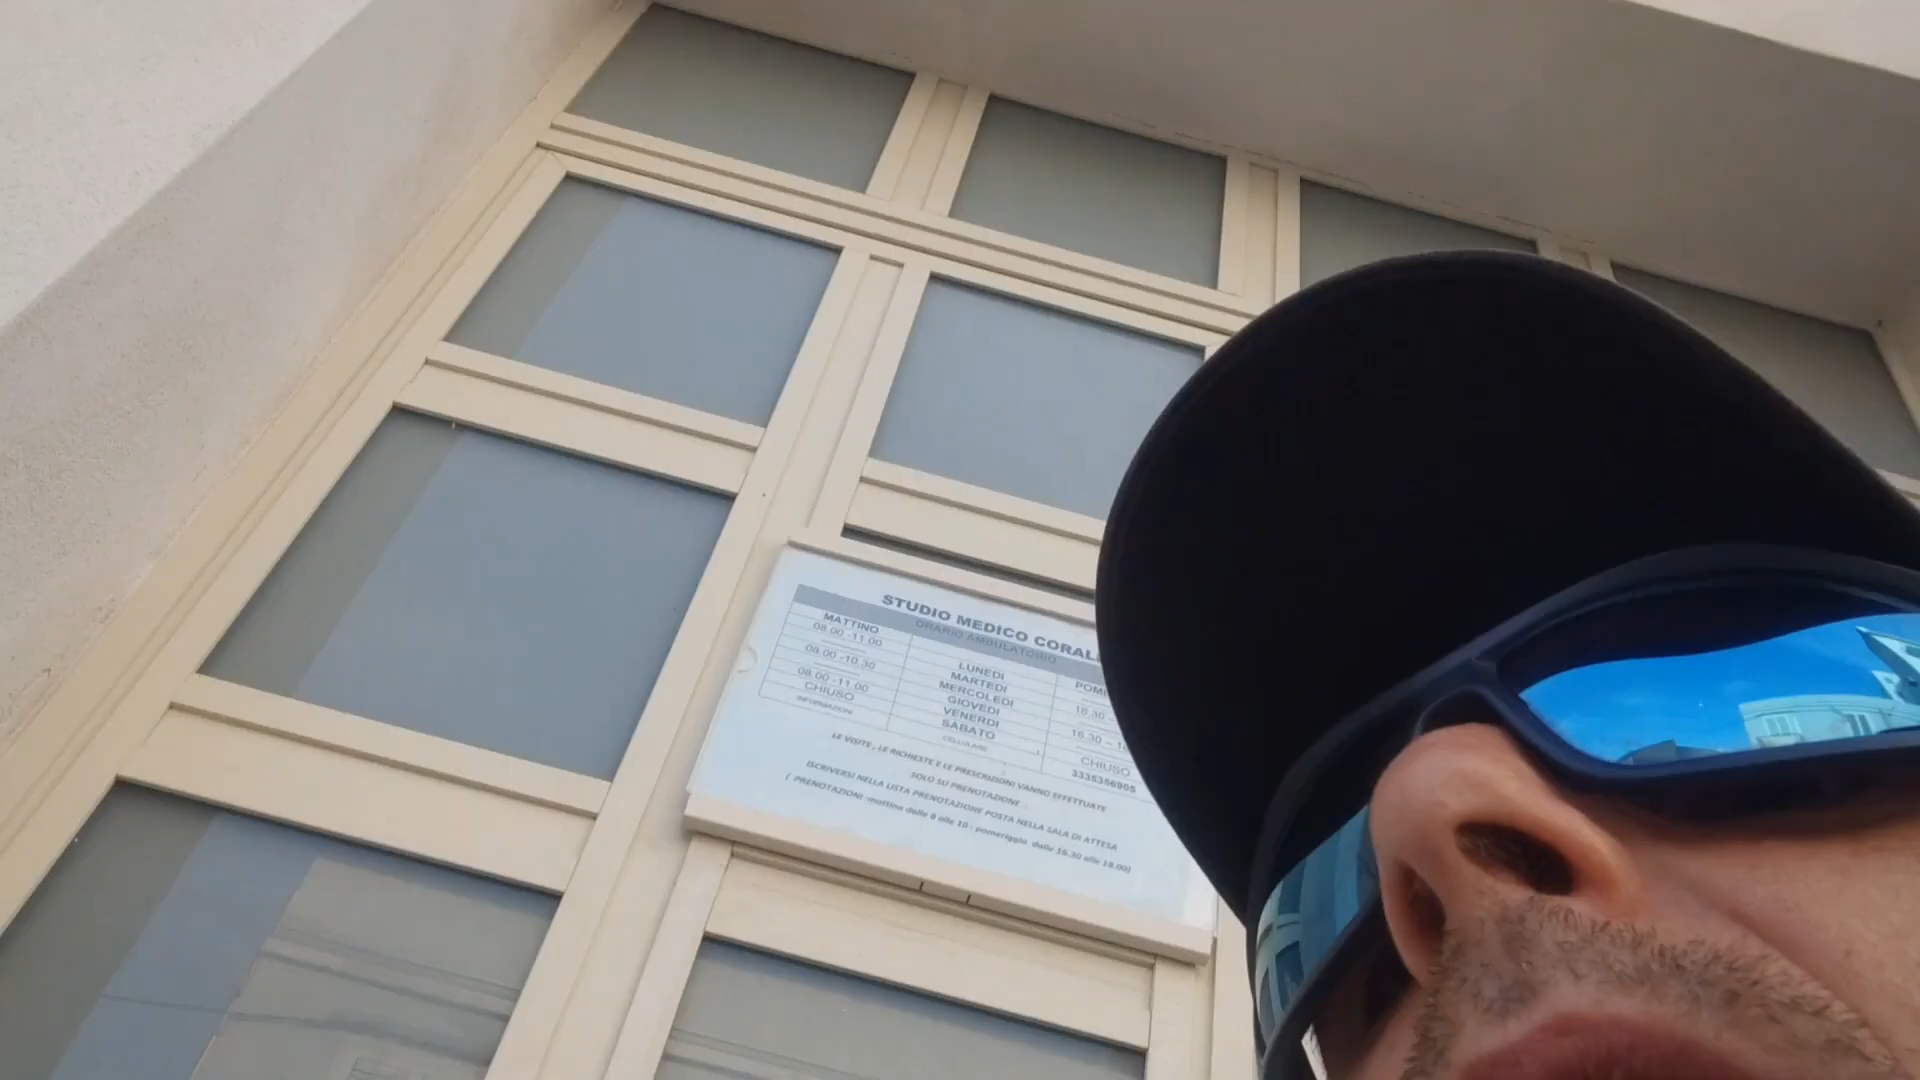 STUDIO MEDICO CORAL
ORARIO AMBULATORIO
MATTINO
08.00 -11.00 LUNEDI
MARTEDI 16.30 –
08.00 -10.30 MERCOLEDI
GIOVEDI 16.30 – 1
08.00 -11.00 VENERDI
CHIUSO SABATO CHIUSO
INFORMAZIONI CELLULARE 3335356905
LE VISITE , LE RICHIESTE E LE PRESCRIZIONI VANNO EFFETTUATE
SOLO SU PRENOTAZIONE
ISCRIVERSI NELLA LISTA PRENOTAZIONE POSTA NELLA SALA DI ATTESA
( PRENOTAZIONI -mattina dalle 8 alle 10 - pomeriggio dalle 16.30 alle 18.00)